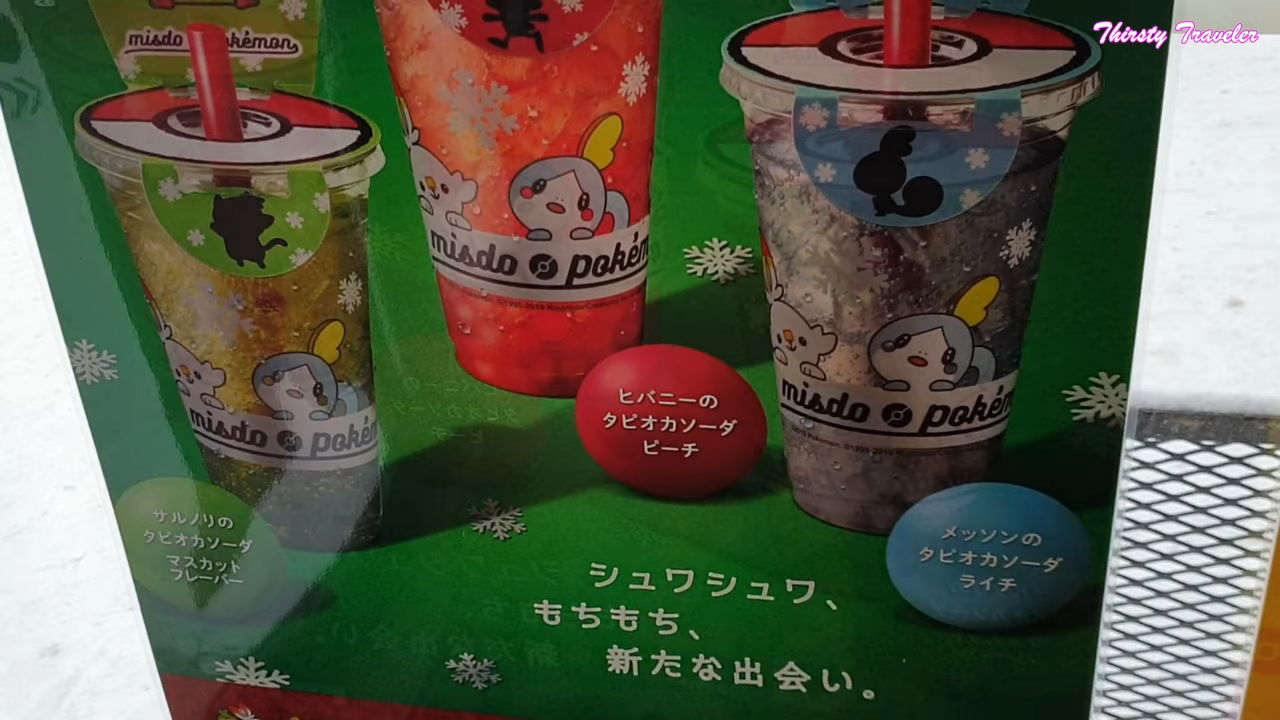 Thirsty Traveler
misdo pokémon
misdo pokém
misdo pokém
misdo pokém
ヒバニーの
タピオカソーダ
ピーチ
サルノリの
タピオカソーダ
マスカット
フレーバー
メッソンの
タピオカソーダ
ライチ
シュワシュワ、
もちもち、
新たな出会い。